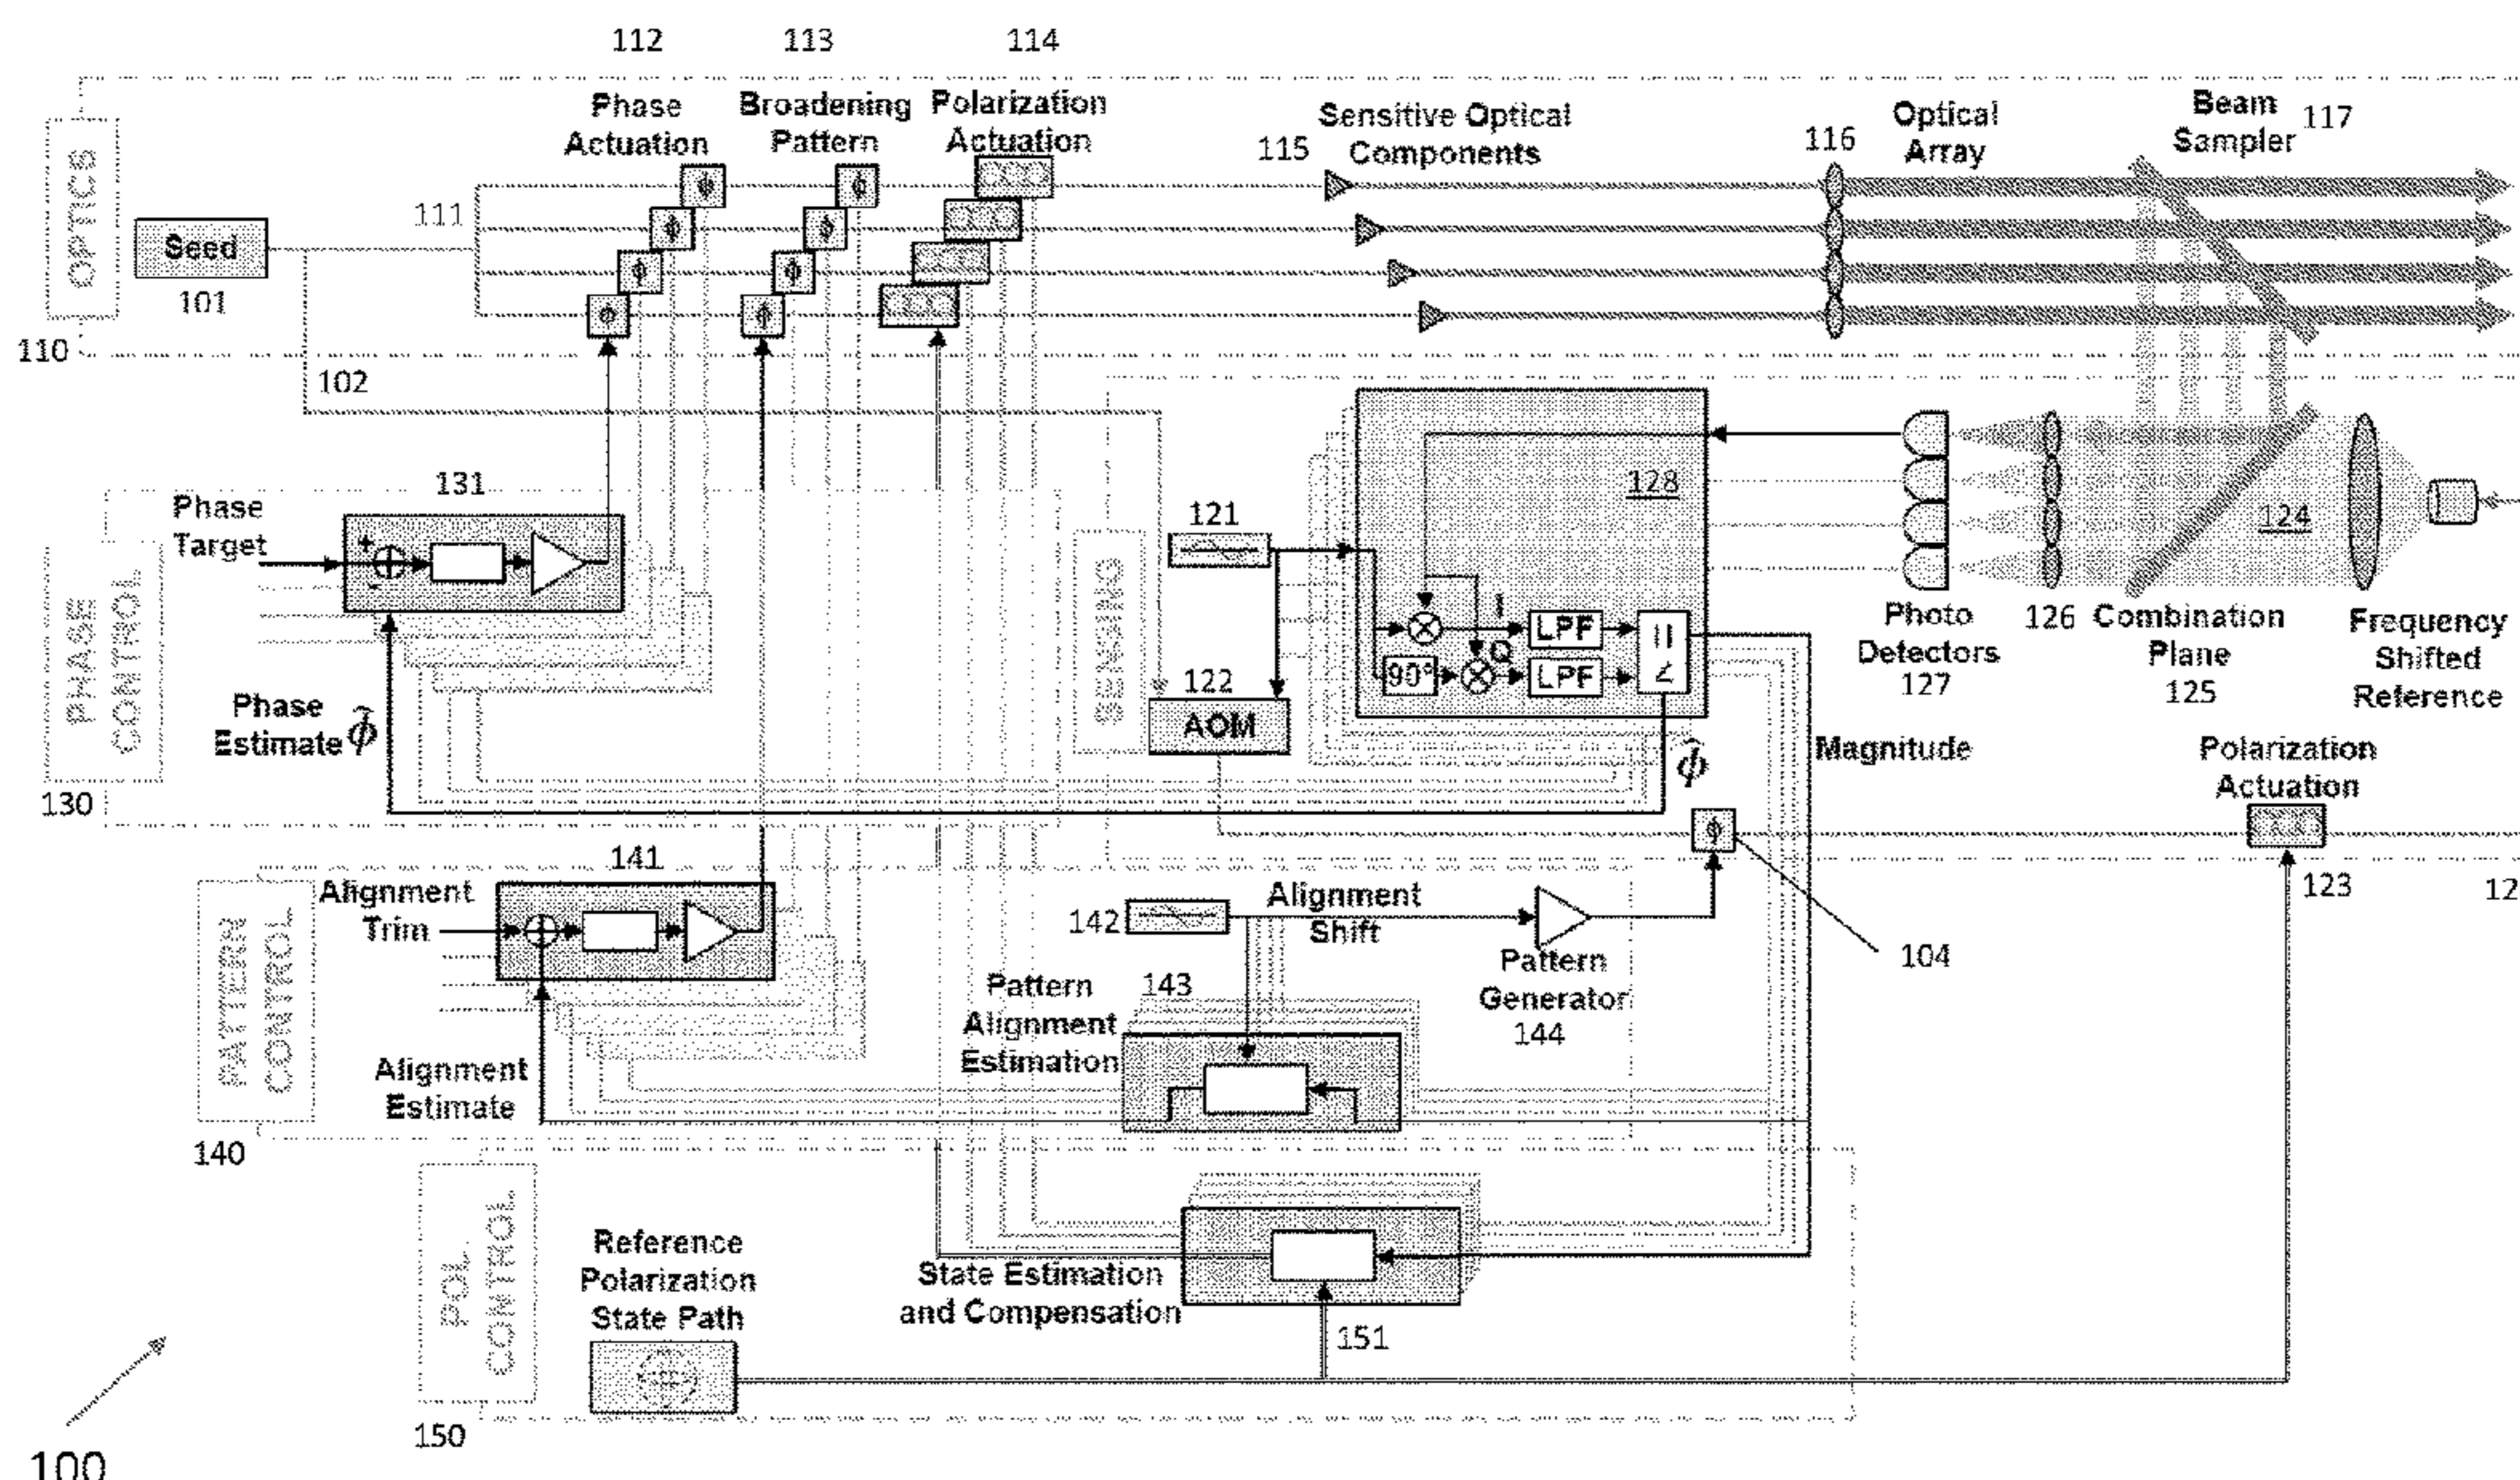 112
113
114
Phase
Actuation
Broadening
Pattern
Polarization
Actuation
115
Sensitive Optical
Components
116
Optical
Array
Beam
Sampler
117
OPTICS
Seed
101
111
ϕ
ϕ
ϕ
ϕ
ϕ
ϕ
ϕ
ϕ
110
102
131
Phase
Target
+
-
PHASE
CONTROL
Phase
Estimate ϕ̂
130
SENSING
121
122
AOM
128
I
Q
LPF
90°
LPF
||
∠
ϕ̂
Magnitude
124
Photo
Detectors
127
126
Combination
Plane
125
Frequency
Shifted
Reference
Polarization
Actuation
ϕ
123
12
104
141
Alignment
Trim
PATTERN
CONTROL
Alignment
Estimate
140
142
Alignment
Shift
Pattern
Generator
144
143
Pattern
Alignment
Estimation
POL
CONTROL
Reference
Polarization
State Path
State Estimation
and Compensation
151
150
100